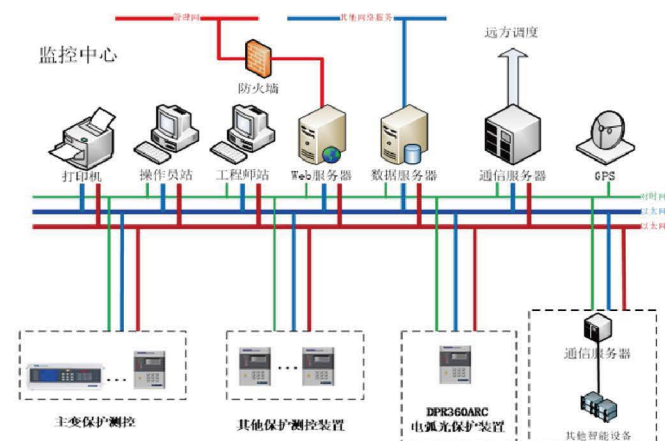 管理网
其他网络服务
远方调度
监控中心
防火墙
打印机
操作员站
工程师站
Web服务器
数据服务器
通信服务器
GPS
对时网
以太网
以太网
通信服务器
主变保护测控
其他保护测控装置
DPR360ARC
电弧光保护装置
其他智能设备